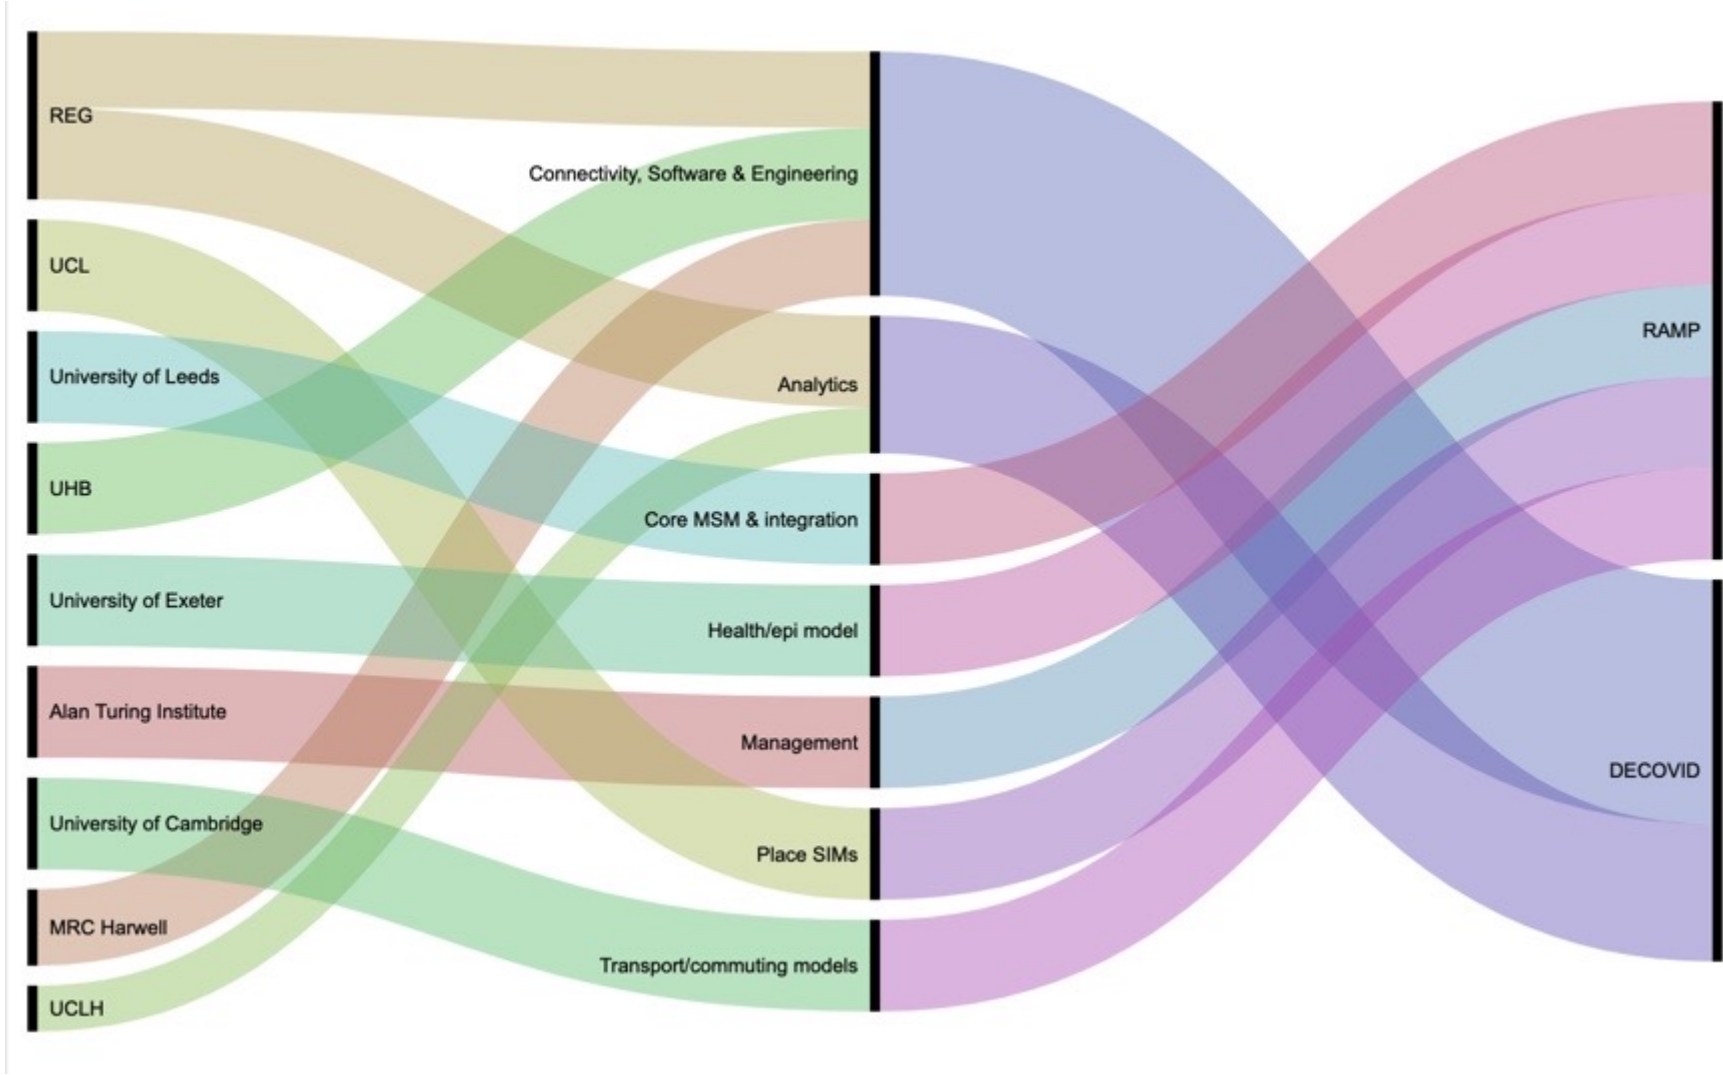 REG
UCL
University of Leeds
UHB
University of Exeter
Alan Turing Institute
University of Cambridge
MRC Harwell
UCLH
Connectivity, Software & Engineering
Analytics
Core MSM & integration
Health/epi model
Management
Place SIMs
Transport/commuting models
RAMP
DECOVID